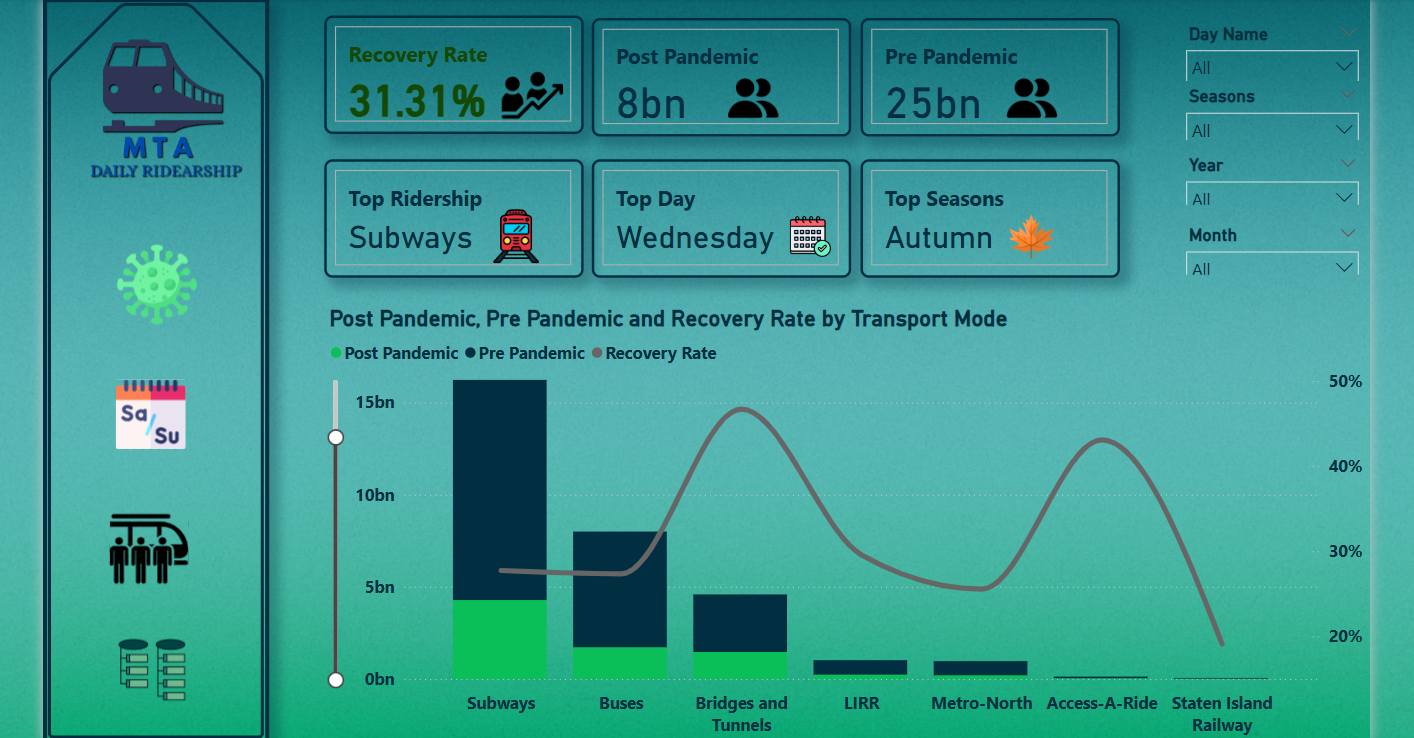 MTA
DAILY RIDEARSHIP
Sa/
Su
Recovery Rate
31.31%
Post Pandemic
8bn
Pre Pandemic
25bn
Top Ridership
Subways
Top Day
Wednesday
Top Seasons
Autumn
Day Name
All
Seasons
All
Year
All
Month
All
Post Pandemic, Pre Pandemic and Recovery Rate by Transport Mode
Post Pandemic Pre Pandemic Recovery Rate
15bn
10bn
5bn
0bn
50%
40%
30%
20%
Subways Buses Bridges and LIRR Metro-North Access-A-Ride Staten Island
Tunnels Railway